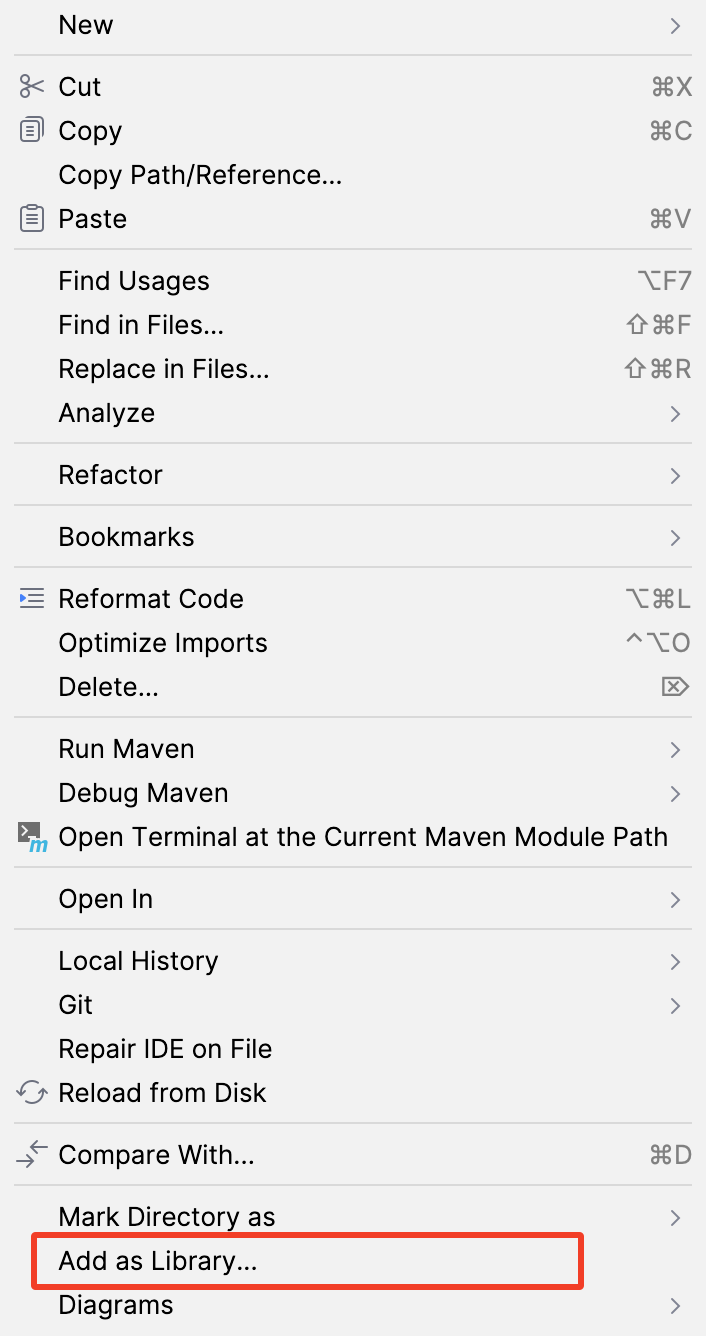 New
Cut ⌘X
Copy ⌘C
Copy Path/Reference...
Paste ⌘V
Find Usages ⌥F7
Find in Files... ⇧⌘F
Replace in Files... ⇧⌘R
Analyze
Refactor
Bookmarks
Reformat Code ⌥⌘L
Optimize Imports ^⌥O
Delete... ⌦
Run Maven
Debug Maven
Open Terminal at the Current Maven Module Path
Open In
Local History
Git
Repair IDE on File
Reload from Disk
Compare With... ⌘D
Mark Directory as
Add as Library...
Diagrams